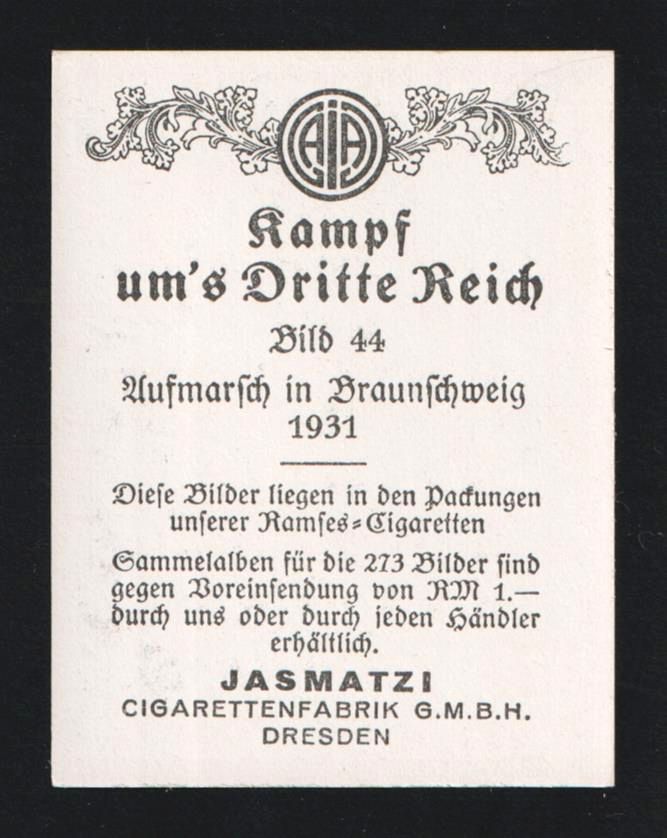 Kampf
um's Dritte Reich
Bild 44
Aufmarsch in Braunschweig
1931
Diese Bilder liegen in den Packungen
unserer Ramses=Cigaretten
Sammelalben für die 273 Bilder sind
gegen Voreinsendung von RM 1.—
durch uns oder durch jeden Händler
erhältlich.
JASMATZI
CIGARETTENFABRIK G.M.B.H.
DRESDEN